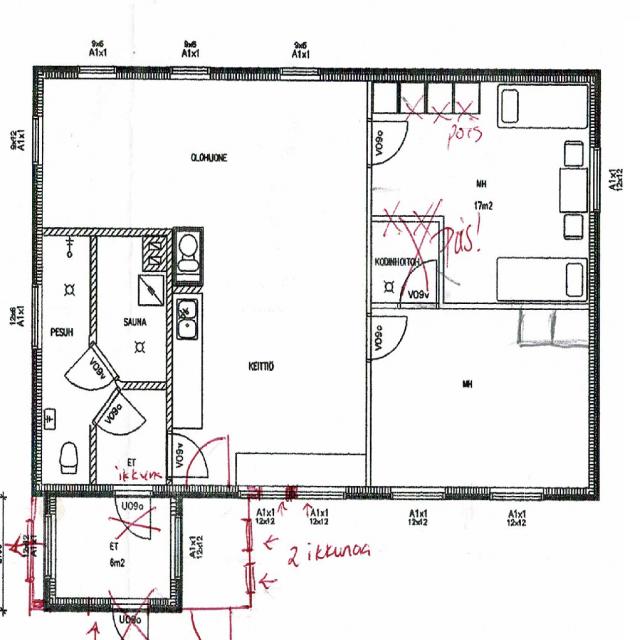 9x6 9x6 9x6
A1x1 A1x1 A1x1
9x12
A1x1
OLOHUONE
VO9o
pois
MH
17m2
A1x1
12x12
pois!
KODINHOITOH
VO9v
12x6
A1x1
PESUH
SAUNA
KEITTIÖ
VO9o
MH
VO9v
VO9o
ET
ikkuna
VO9v
UO9o
ET
6m2
A1x1
12x12
A1x1
12x12
A1x1
12x12
A1x1
12x12
A1x1
12x12
A1x1
12x12
2 ikkunaa
UO9o